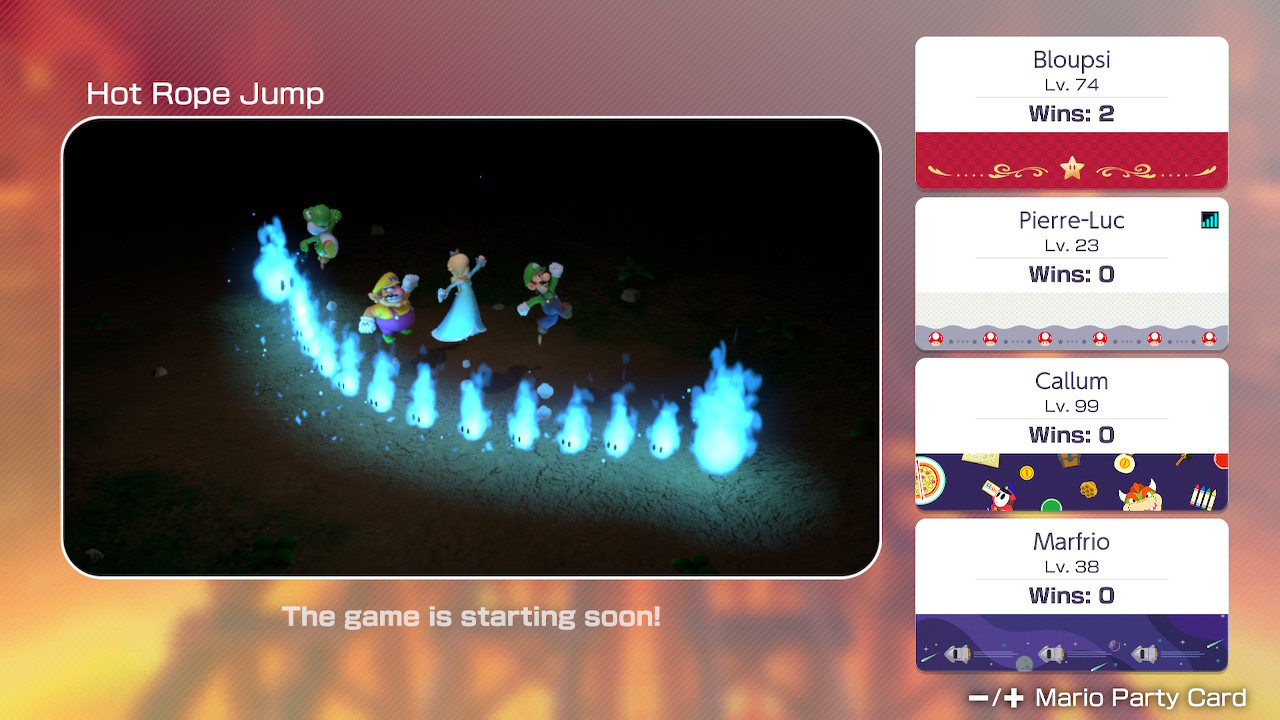 Hot Rope Jump
The game is starting soon!
Bloupsi
Lv. 74
Wins: 2
Pierre-Luc
Lv. 23
Wins: 0
Callum
Lv. 99
Wins: 0
Marfrio
Lv. 38
Wins: 0
−/+ Mario Party Card